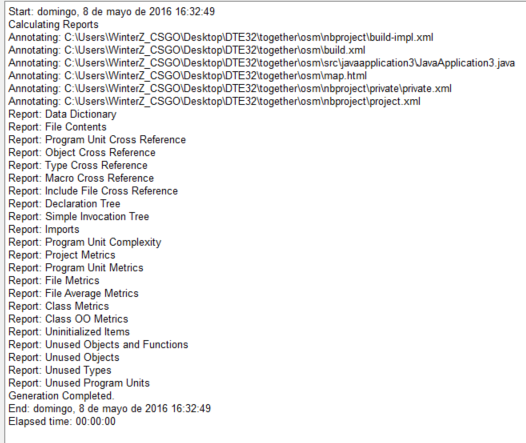 Start: domingo, 8 de mayo de 2016 16:32:49
Calculating Reports
Annotating: C:\Users\WinterZ_CSGO\Desktop\DTE32\together\osm\nbproject\build-impl.xml
Annotating: C:\Users\WinterZ_CSGO\Desktop\DTE32\together\osm\build.xml
Annotating: C:\Users\WinterZ_CSGO\Desktop\DTE32\together\osm\src\javaapplication3\JavaApplication3.java
Annotating: C:\Users\WinterZ_CSGO\Desktop\DTE32\together\osm\map.html
Annotating: C:\Users\WinterZ_CSGO\Desktop\DTE32\together\osm\nbproject\private\private.xml
Annotating: C:\Users\WinterZ_CSGO\Desktop\DTE32\together\osm\nbproject\project.xml
Report: Data Dictionary
Report: File Contents
Report: Program Unit Cross Reference
Report: Object Cross Reference
Report: Type Cross Reference
Report: Macro Cross Reference
Report: Include File Cross Reference
Report: Declaration Tree
Report: Simple Invocation Tree
Report: Imports
Report: Program Unit Complexity
Report: Project Metrics
Report: Program Unit Metrics
Report: File Metrics
Report: File Average Metrics
Report: Class Metrics
Report: Class OO Metrics
Report: Uninitialized Items
Report: Unused Objects and Functions
Report: Unused Objects
Report: Unused Types
Report: Unused Program Units
Generation Completed.
End: domingo, 8 de mayo de 2016 16:32:49
Elapsed time: 00:00:00